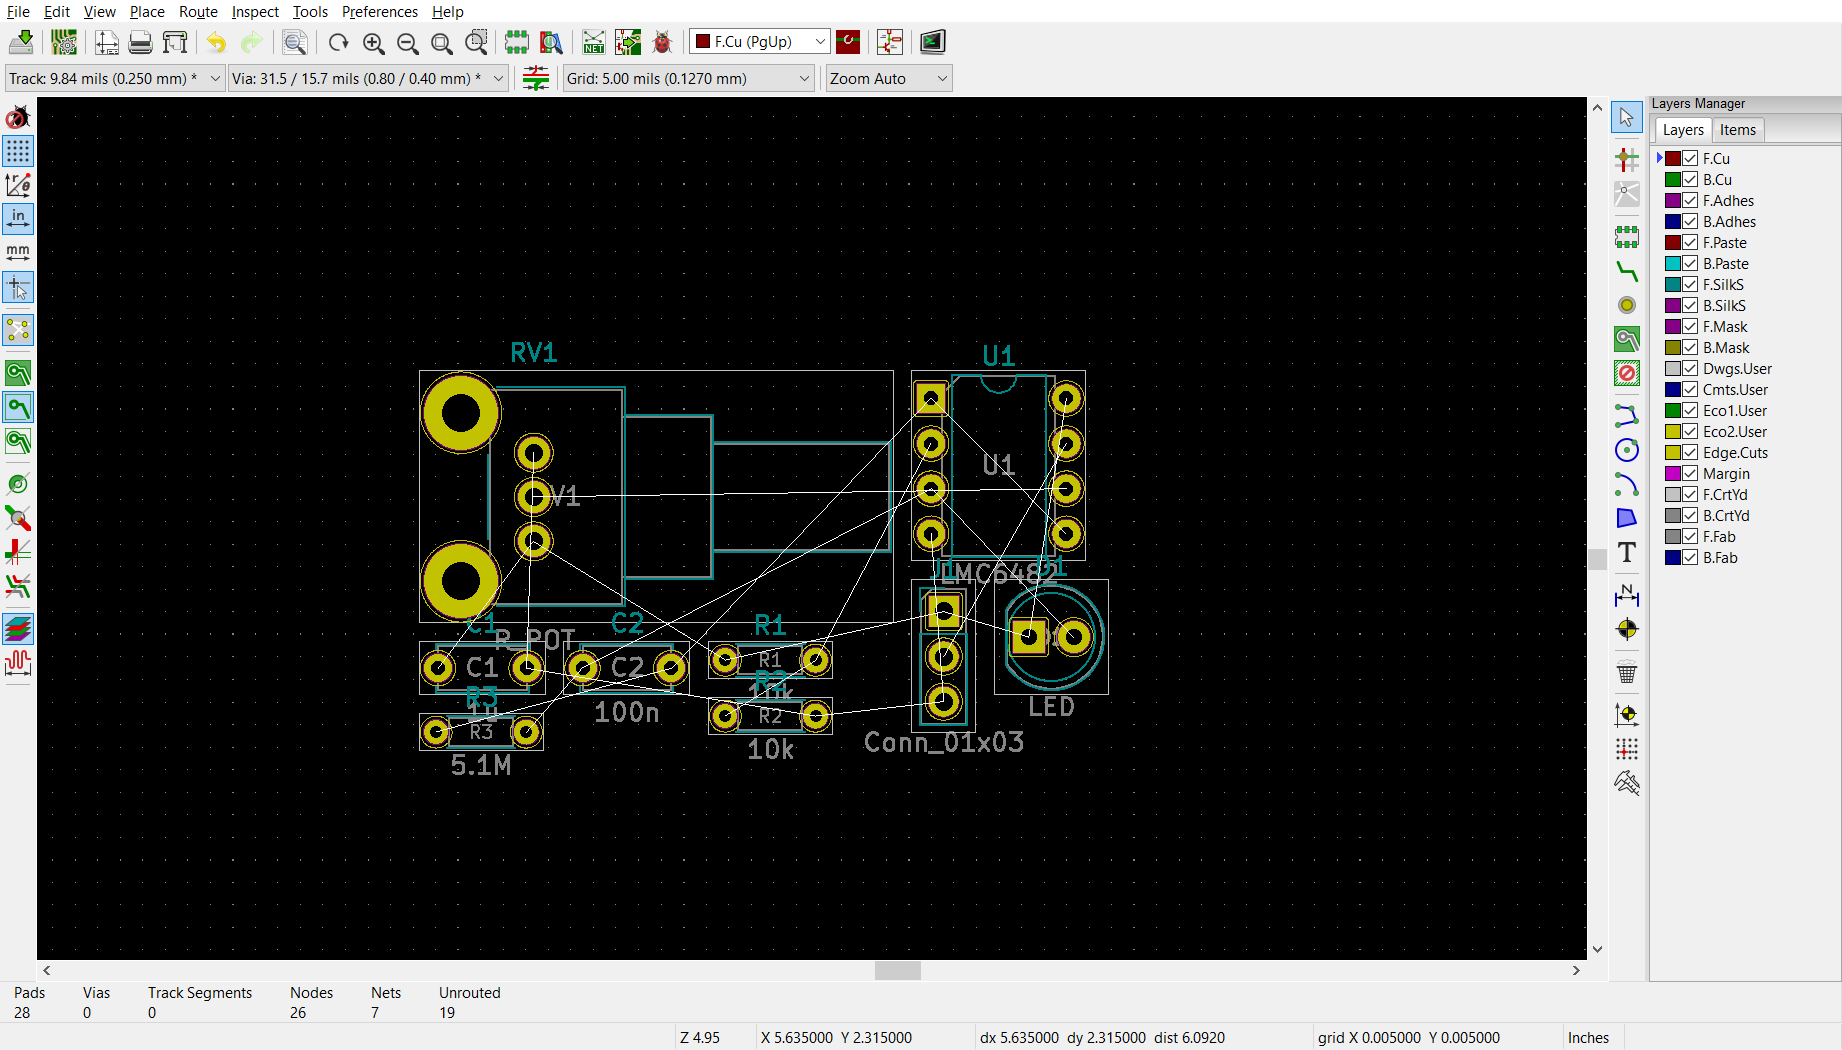 File Edit View Place Route Inspect Tools Preferences Help
NET
F.Cu (PgUp)
Track: 9.84 mils (0.250 mm) * Via: 31.5 / 15.7 mils (0.80 / 0.40 mm) * Grid: 5.00 mils (0.1270 mm) Zoom Auto
Layers Manager
Layers Items
F.Cu
B.Cu
F.Adhes
B.Adhes
F.Paste
B.Paste
F.SilkS
B.SilkS
F.Mask
B.Mask
Dwgs.User
Cmts.User
Eco1.User
Eco2.User
Edge.Cuts
Margin
F.CrtYd
B.CrtYd
F.Fab
B.Fab
in
mm
T
N
RV1
U1
U1
V1
LMC6482
J1
D1
C1
R_POT
C2
R1
C1
C2
R1
R3
1u
R2
10k
R3
R2
100n
LED
5.1M
10k
Conn_01x03
Pads Vias Track Segments Nodes Nets Unrouted
28 0 0 26 7 19
Z 4.95 X 5.635000 Y 2.315000 dx 5.635000 dy 2.315000 dist 6.0920 grid X 0.005000 Y 0.005000 Inches